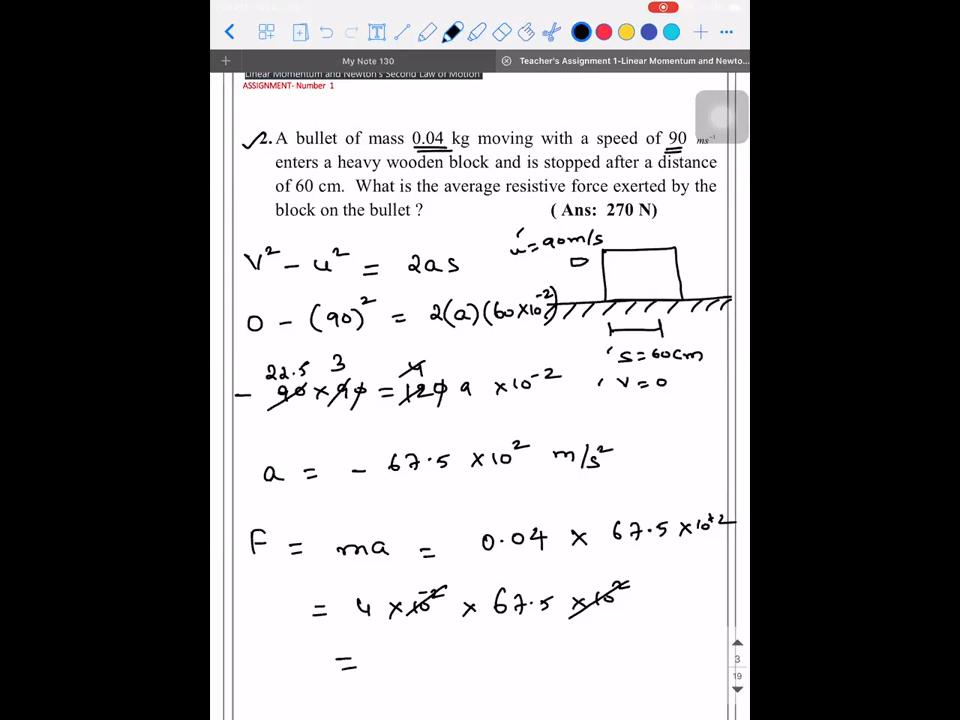 My Note 130
Teacher's Assignment 1-Linear Momentum and Newto...
Linear Momentum and Newton's Second Law of Motion
ASSIGNMENT- Number 1
2. A bullet of mass 0.04 kg moving with a speed of 90 ms⁻¹
enters a heavy wooden block and is stopped after a distance
of 60 cm. What is the average resistive force exerted by the
block on the bullet ?
( Ans: 270 N)
u = 90m/s
V² - u² = 2as
0 - (90)² = 2(a)(60×10⁻²)
S = 60cm
V = 0
22.5 3 4
- 90 × 90 = 120 a ×10⁻²
a = - 67.5 ×10² m/s²
F = ma = 0.04 × 67.5 ×10⁺²
= 4 ×10⁻² × 67.5 ×10²
=
3
19